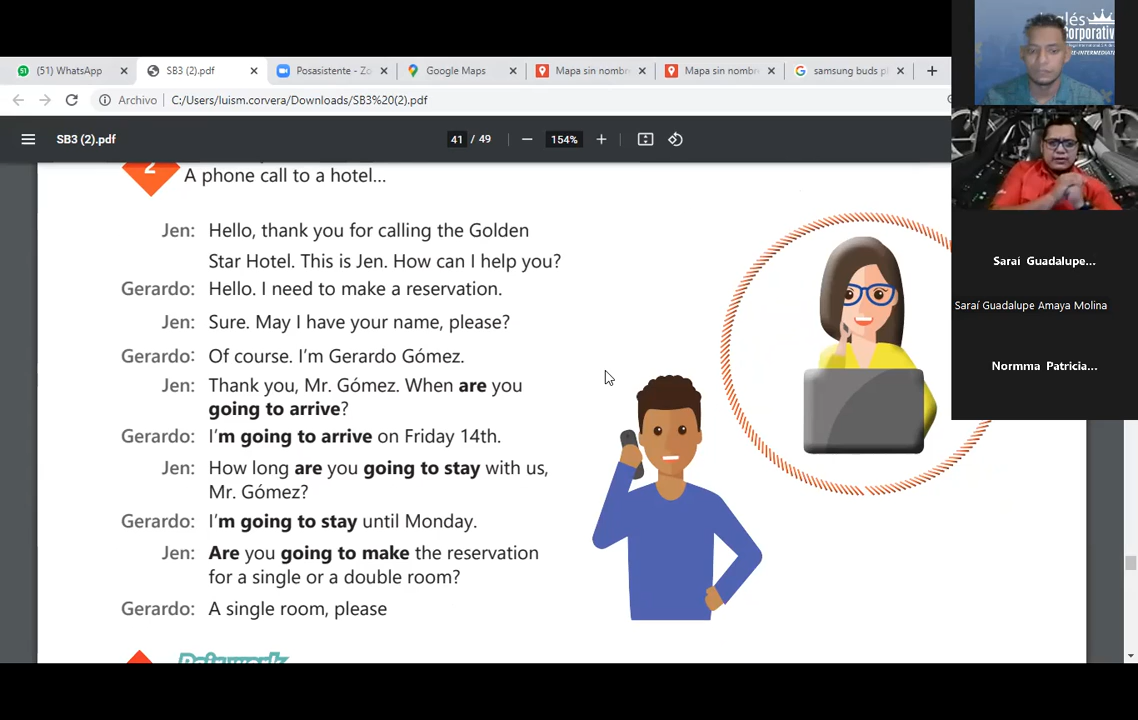 (51) WhatsApp
SB3 (2).pdf
Posasistente - Zo
Google Maps
Mapa sin nombr
Mapa sin nombr
samsung buds pl
Archivo
C:/Users/luism.corvera/Downloads/SB3%20(2).pdf
SB3 (2).pdf
41 / 49
154%
2
A phone call to a hotel...
Jen: Hello, thank you for calling the Golden
Star Hotel. This is Jen. How can I help you?
Gerardo: Hello. I need to make a reservation.
Jen: Sure. May I have your name, please?
Gerardo: Of course. I'm Gerardo Gómez.
Jen: Thank you, Mr. Gómez. When are you
going to arrive?
Gerardo: I'm going to arrive on Friday 14th.
Jen: How long are you going to stay with us,
Mr. Gómez?
Gerardo: I'm going to stay until Monday.
Jen: Are you going to make the reservation
for a single or a double room?
Gerardo: A single room, please
Pair work
Saraí Guadalupe...
Saraí Guadalupe Amaya Molina
Normma Patricia...